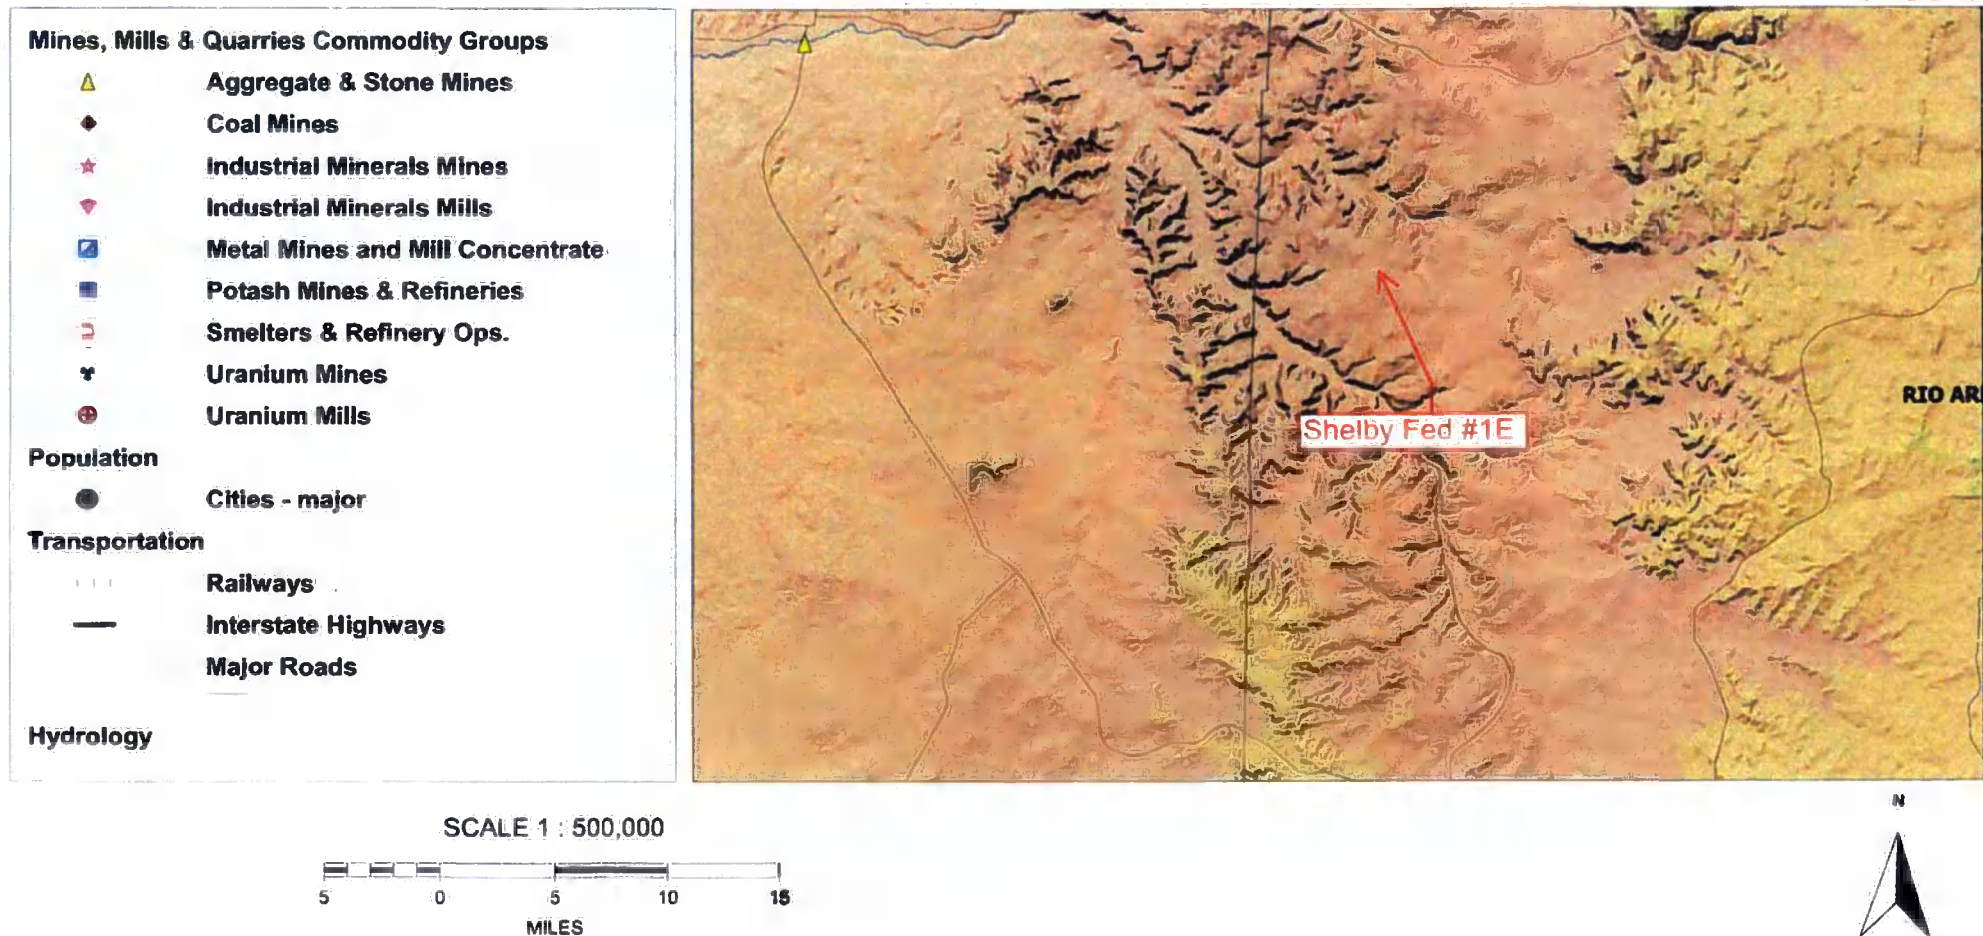 Mines, Mills & Quarries Commodity Groups
Aggregate & Stone Mines
Coal Mines
Industrial Minerals Mines
Industrial Minerals Mills
Metal Mines and Mill Concentrate
Potash Mines & Refineries
Smelters & Refinery Ops.
Uranium Mines
Uranium Mills
Population
Cities - major
Transportation
Railways
Interstate Highways
Major Roads
Hydrology
RIO AR
Shelby Fed #1E
SCALE 1 : 500,000
5 0 5 10 15
MILES
N